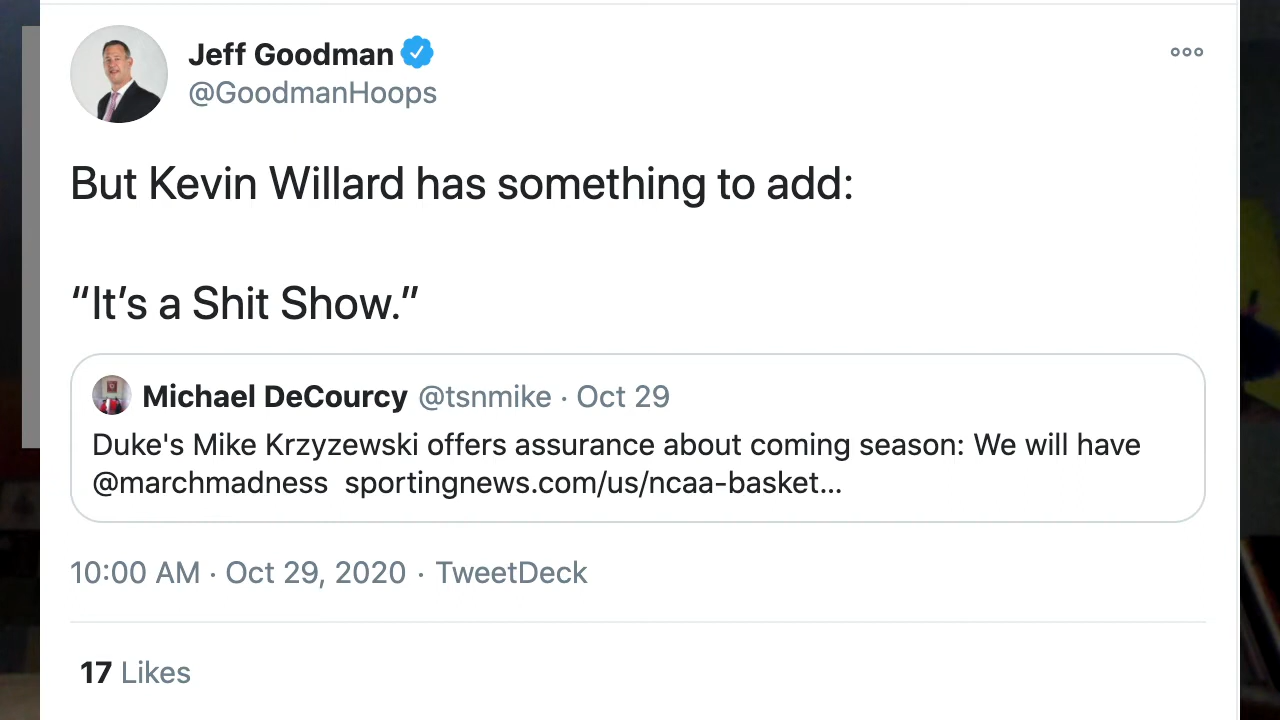 Jeff Goodman
@GoodmanHoops
But Kevin Willard has something to add:
“It’s a Shit Show.”
Michael DeCourcy @tsnmike · Oct 29
Duke's Mike Krzyzewski offers assurance about coming season: We will have
@marchmadness sportingnews.com/us/ncaa-basket...
10:00 AM · Oct 29, 2020 · TweetDeck
17 Likes